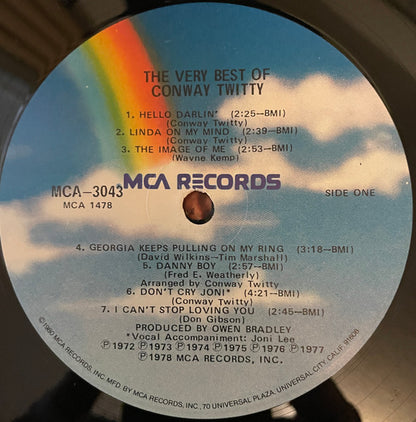 THE VERY BEST OF
CONWAY TWITTY
1. HELLO DARLIN* (2:25--BMI)
(Conway Twitty)
2. LINDA ON MY MIND (2:39--BMI)
(Conway Twitty)
3. THE IMAGE OF ME (2:53--BMI)
(Wayne Kemp)
MCA-3043
MCA 1478
MCA RECORDS
SIDE ONE
4. GEORGIA KEEPS PULLING ON MY RING (3:18--BMI)
(David Wilkins-Tim Marshall)
5. DANNY BOY (2:57--BMI)
(Fred E. Weatherly)
Arranged by Conway Twitty
6. DON'T CRY JONI* (4:21--BMI)
(Conway Twitty)
7. I CAN'T STOP LOVING YOU (2:45--BMI)
(Don Gibson)
PRODUCED BY OWEN BRADLEY
*Vocal Accompaniment: Joni Lee
℗1972 ℗1973 ℗1974 ℗1975 ℗1976 ℗1977
℗1978 MCA RECORDS, INC.
©1980 MCA RECORDS, INC. MFD. BY MCA RECORDS, INC., 70 UNIVERSAL PLAZA, UNIVERSAL CITY, CALIF. 91608